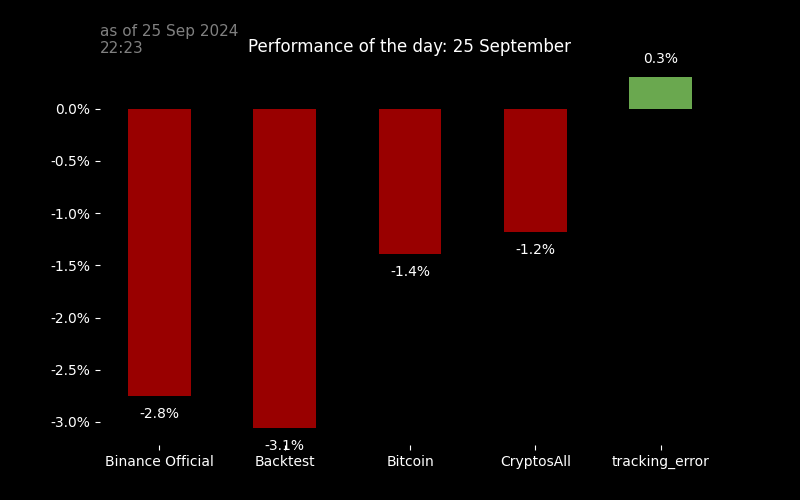 as of 25 Sep 2024
22:23
Performance of the day: 25 September
0.3%
0.0%
-0.5%
-1.0%
-1.5%
-2.0%
-2.5%
-3.0%
-2.8%
-3.1%
-1.4%
-1.2%
Binance Official
Backtest
Bitcoin
CryptosAll
tracking_error